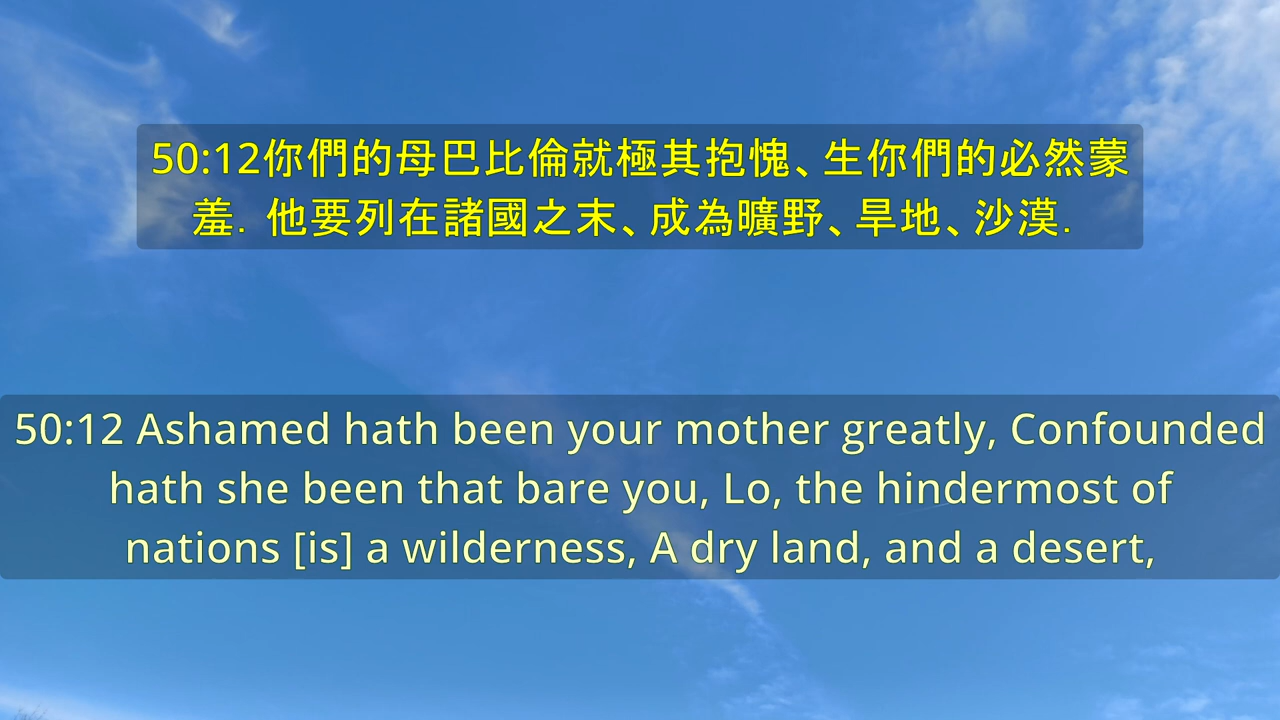 50:12你們的母巴比倫就極其抱愧、生你們的必然蒙
羞. 他要列在諸國之末、成為曠野、旱地、沙漠.
50:12 Ashamed hath been your mother greatly, Confounded
hath she been that bare you, Lo, the hindermost of
nations [is] a wilderness, A dry land, and a desert,